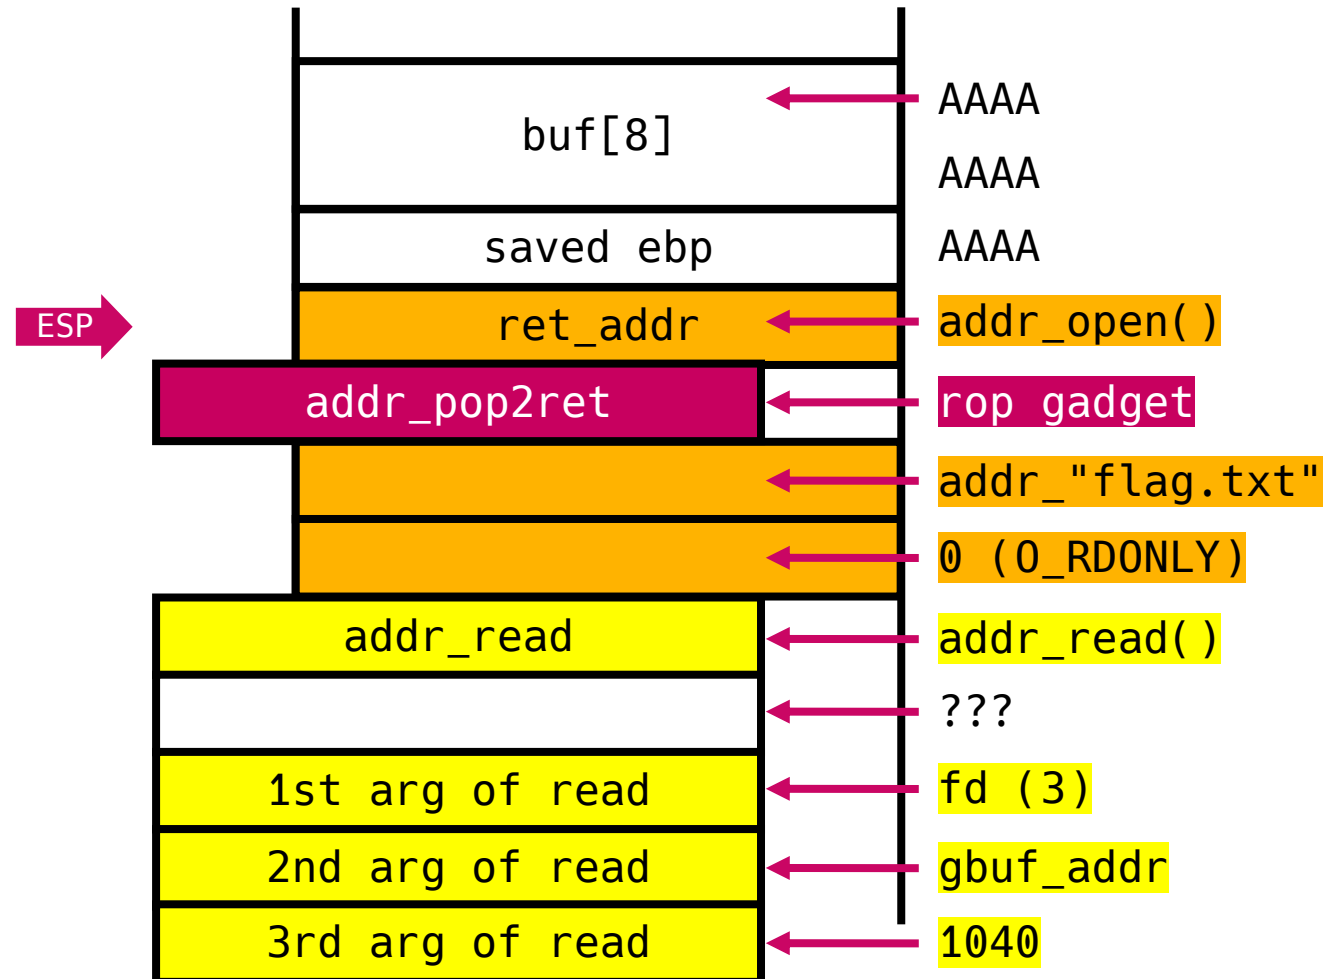 AAAA
buf[8]
AAAA
saved ebp AAAA
ESP ret_addr addr_open()
addr_pop2ret rop gadget
addr_"flag.txt"
0 (O_RDONLY)
addr_read addr_read()
???
1st arg of read fd (3)
2nd arg of read gbuf_addr
3rd arg of read 1040